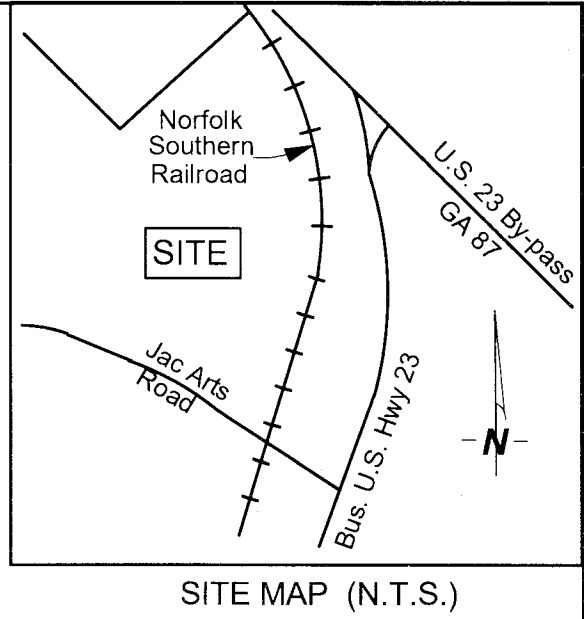 Norfolk
Southern
Railroad
U.S. 23 By-pass
GA 87
SITE
Jac Arts
Road
Bus. U.S. Hwy 23
-N-
SITE MAP (N.T.S.)